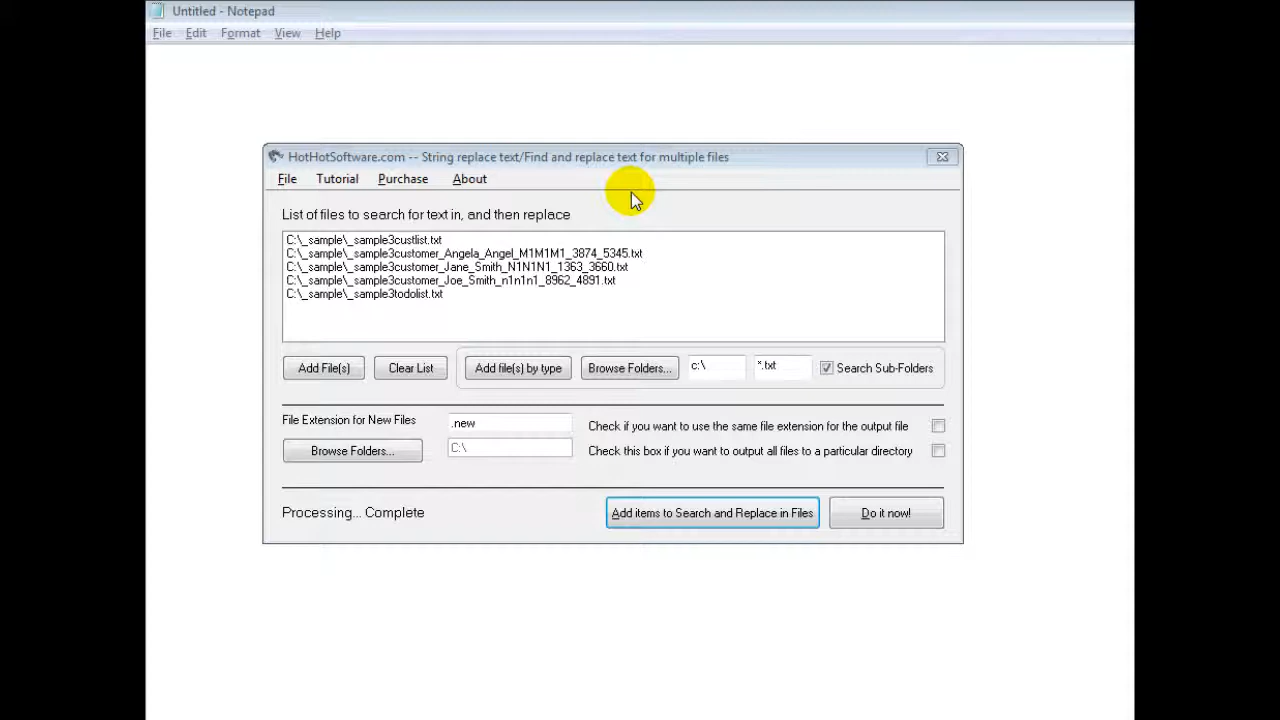 Untitled - Notepad
File Edit Format View Help
HotHotSoftware.com -- String replace text/Find and replace text for multiple files
File Tutorial Purchase About
List of files to search for text in, and then replace
C:\_sample\_sample3custlist.txt
C:\_sample\_sample3customer_Angela_Angel_M1M1M1_3874_5345.txt
C:\_sample\_sample3customer_Jane_Smith_N1N1N1_1363_3660.txt
C:\_sample\_sample3customer_Joe_Smith_n1n1n1_8962_4891.txt
C:\_sample\_sample3todolist.txt
Add File(s) Clear List Add file(s) by type Browse Folders... c:\ *.txt Search Sub-Folders
File Extension for New Files .new Check if you want to use the same file extension for the output file
Browse Folders... C:\ Check this box if you want to output all files to a particular directory
Processing... Complete Add items to Search and Replace in Files Do it now!